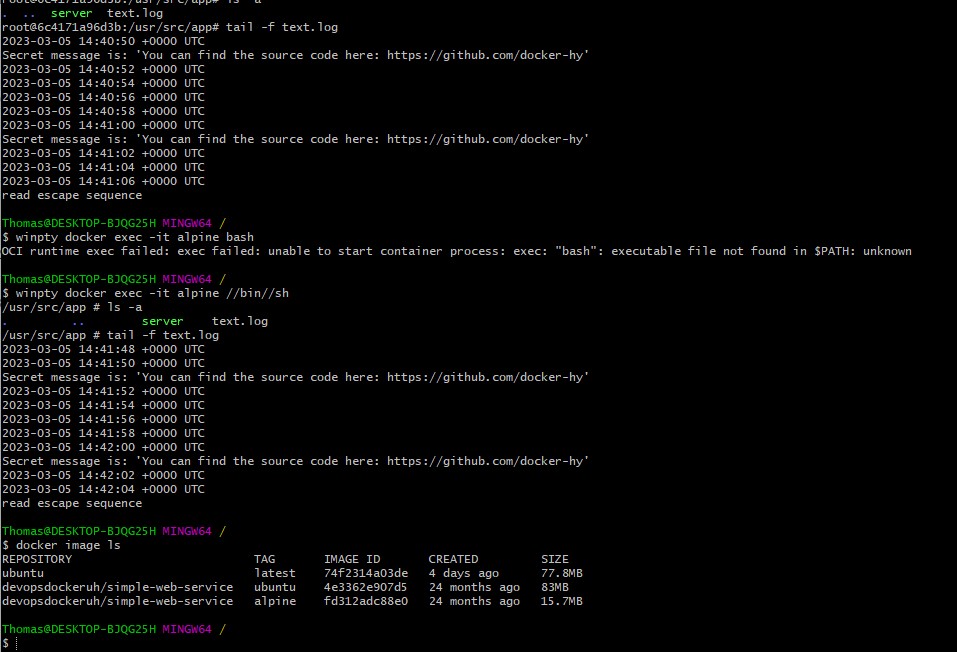 root@6c4171a96d3b:/usr/src/app# ls -a
.  ..  server  text.log
root@6c4171a96d3b:/usr/src/app# tail -f text.log
2023-03-05 14:40:50 +0000 UTC
Secret message is: 'You can find the source code here: https://github.com/docker-hy'
2023-03-05 14:40:52 +0000 UTC
2023-03-05 14:40:54 +0000 UTC
2023-03-05 14:40:56 +0000 UTC
2023-03-05 14:40:58 +0000 UTC
2023-03-05 14:41:00 +0000 UTC
Secret message is: 'You can find the source code here: https://github.com/docker-hy'
2023-03-05 14:41:02 +0000 UTC
2023-03-05 14:41:04 +0000 UTC
2023-03-05 14:41:06 +0000 UTC
read escape sequence
Thomas@DESKTOP-BJQG25H MINGW64 /
$ winpty docker exec -it alpine bash
OCI runtime exec failed: exec failed: unable to start container process: exec: "bash": executable file not found in $PATH: unknown
Thomas@DESKTOP-BJQG25H MINGW64 /
$ winpty docker exec -it alpine //bin//sh
/usr/src/app # ls -a
.         ..        server    text.log
/usr/src/app # tail -f text.log
2023-03-05 14:41:48 +0000 UTC
2023-03-05 14:41:50 +0000 UTC
Secret message is: 'You can find the source code here: https://github.com/docker-hy'
2023-03-05 14:41:52 +0000 UTC
2023-03-05 14:41:54 +0000 UTC
2023-03-05 14:41:56 +0000 UTC
2023-03-05 14:41:58 +0000 UTC
2023-03-05 14:42:00 +0000 UTC
Secret message is: 'You can find the source code here: https://github.com/docker-hy'
2023-03-05 14:42:02 +0000 UTC
2023-03-05 14:42:04 +0000 UTC
read escape sequence
Thomas@DESKTOP-BJQG25H MINGW64 /
$ docker image ls
REPOSITORY                          TAG       IMAGE ID       CREATED         SIZE
ubuntu                              latest    74f2314a03de   4 days ago      77.8MB
devopsdockeruh/simple-web-service   ubuntu    4e3362e907d5   24 months ago   83MB
devopsdockeruh/simple-web-service   alpine    fd312adc88e0   24 months ago   15.7MB
Thomas@DESKTOP-BJQG25H MINGW64 /
$